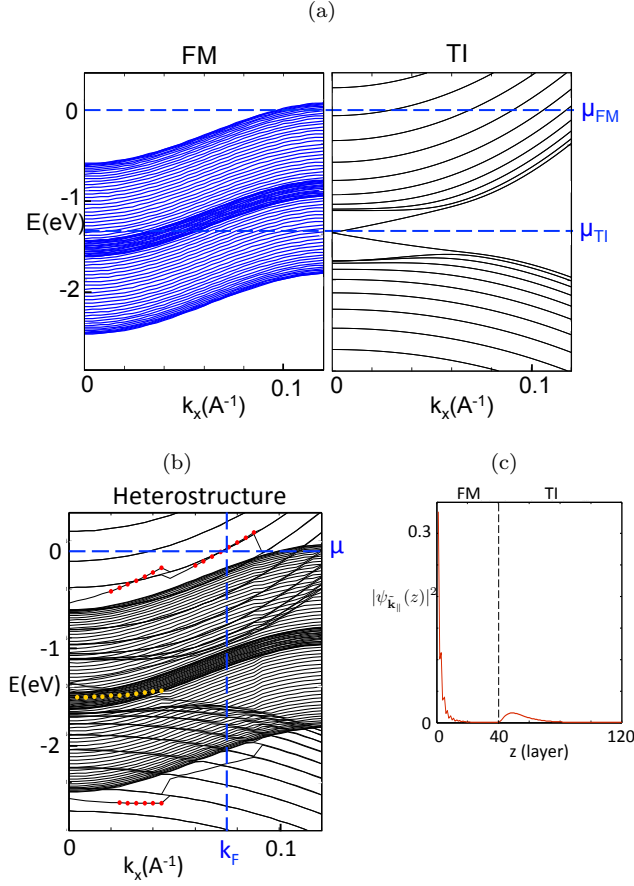 (a)
FM
TI
0
-1
E(eV)
-2
μFM
μTI
0
0.1
0
0.1
kx(A-1)
kx(A-1)
(b)
(c)
Heterostructure
0
-1
E(eV)
-2
μ
0
kF
0.1
kx(A-1)
FM
TI
0.3
|ψk̃∥(z)|2
0
0
40
120
z (layer)